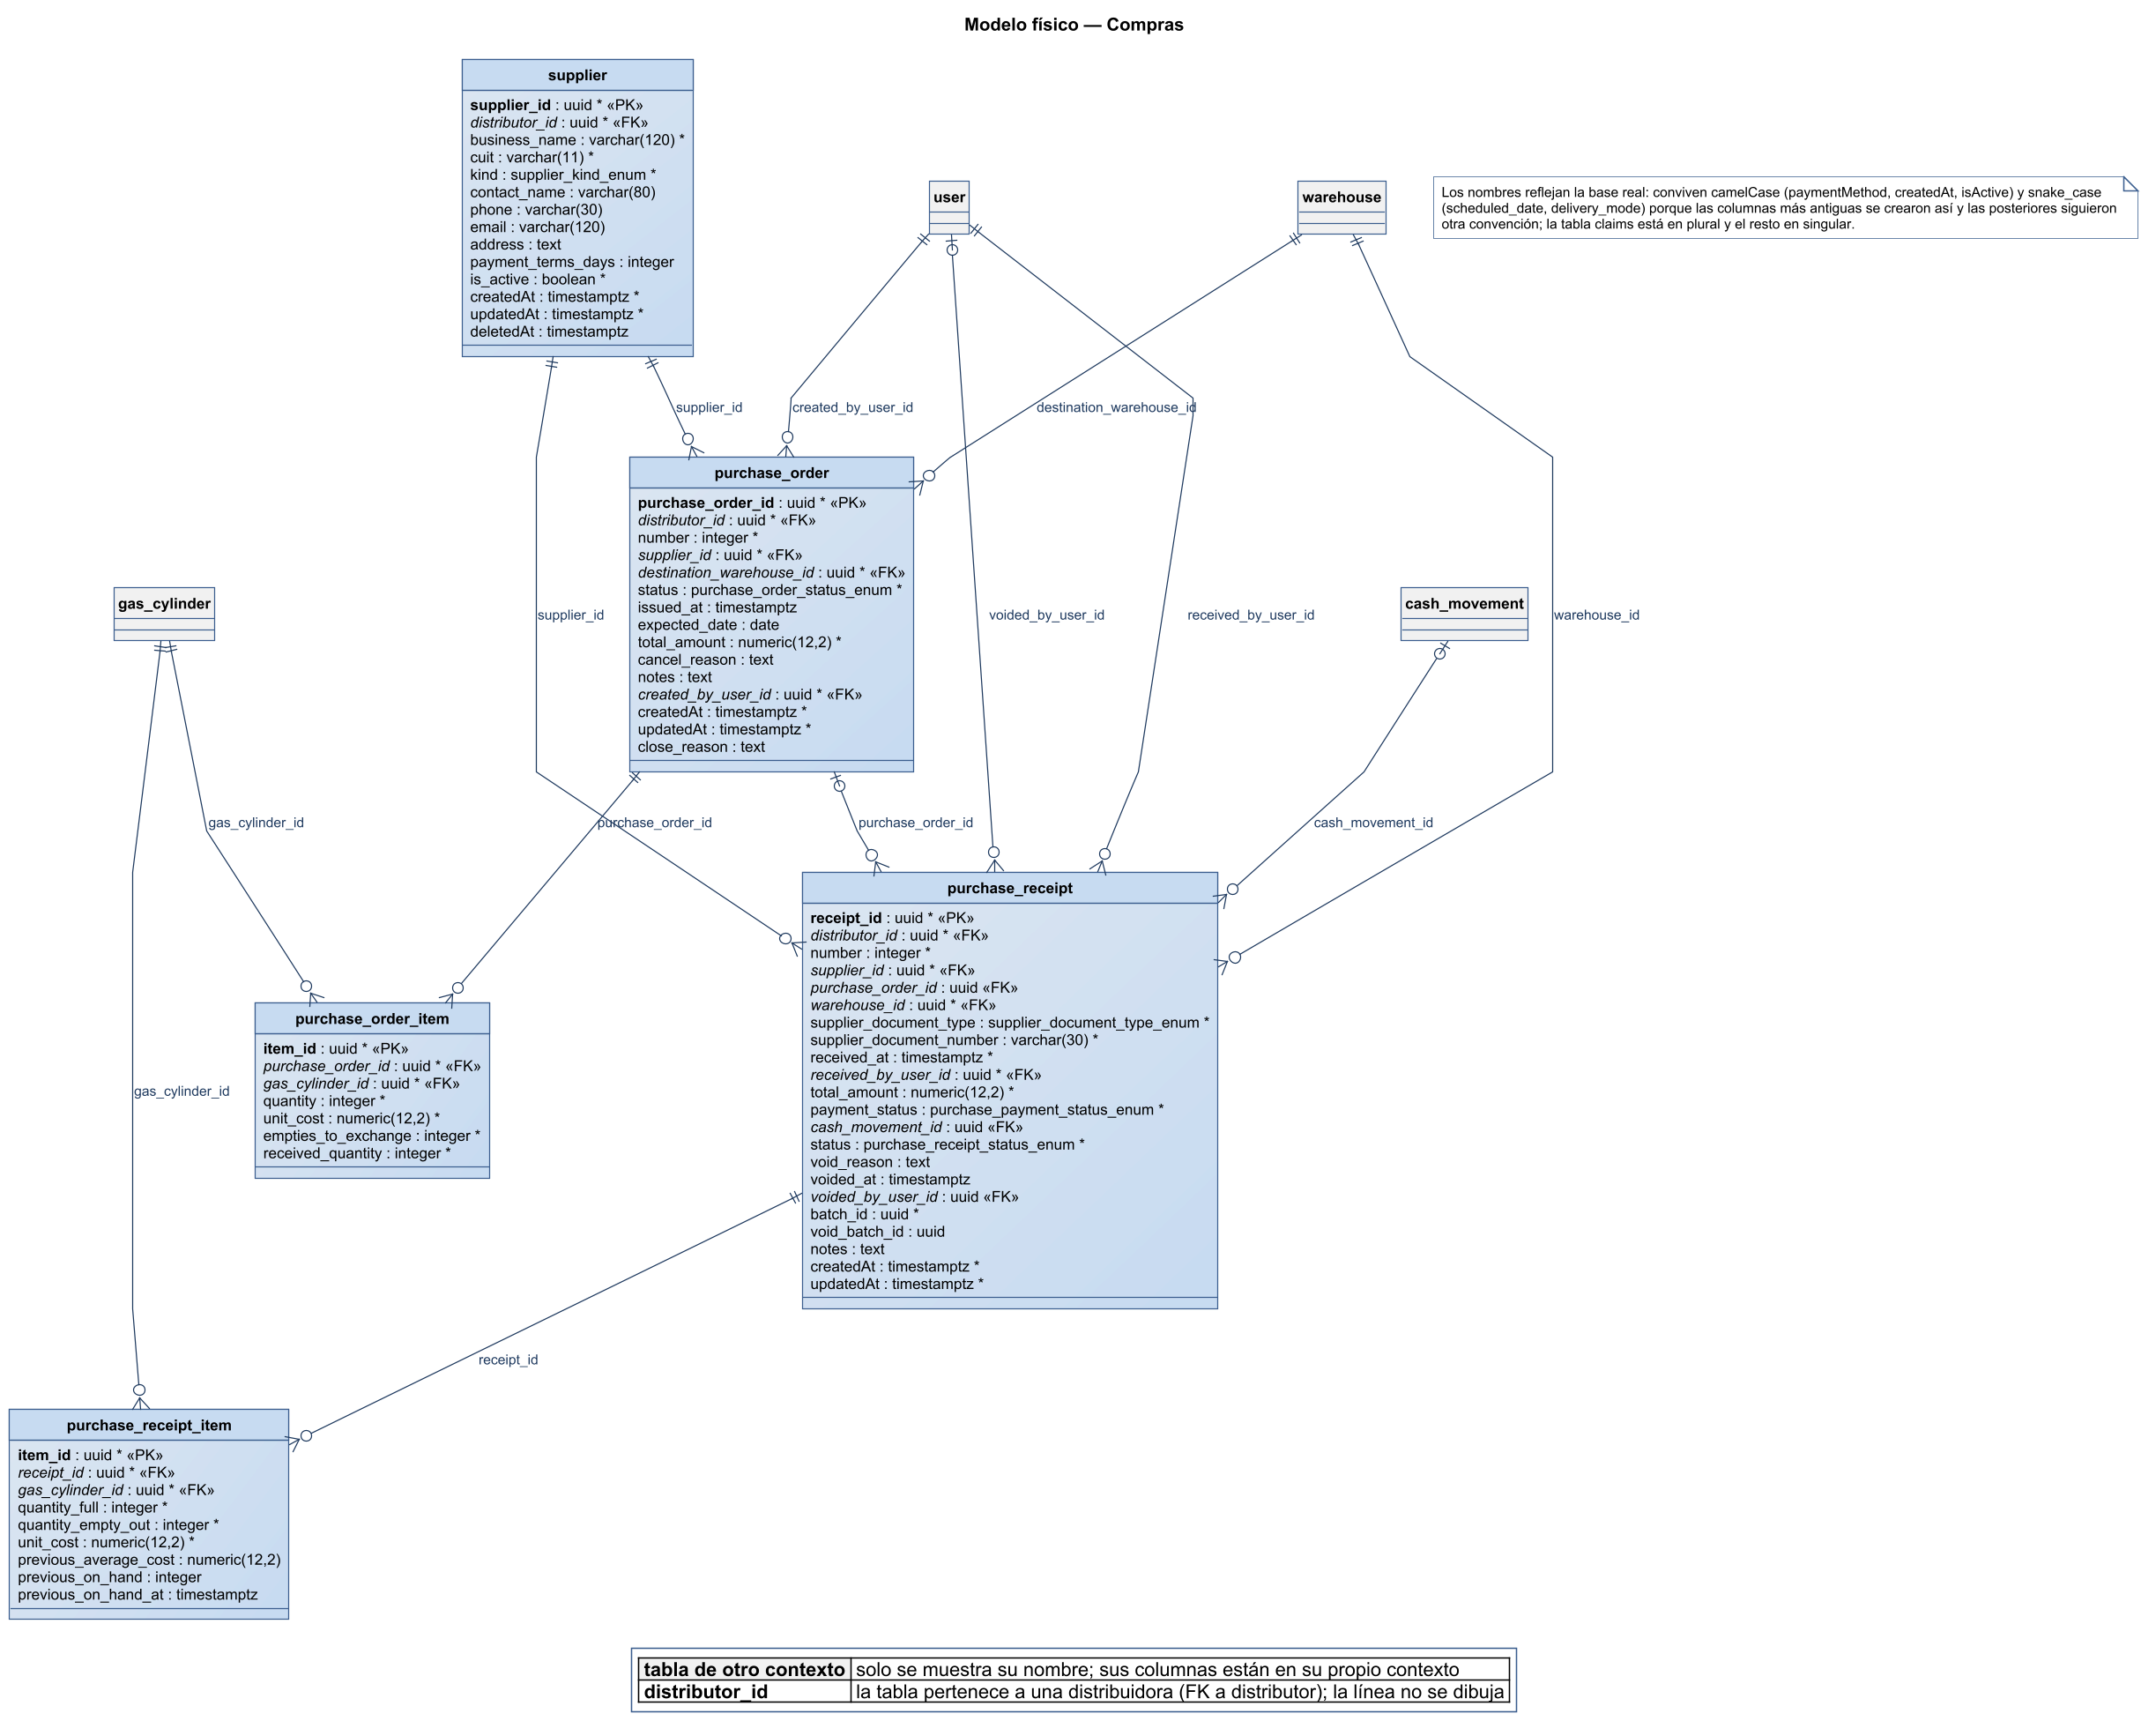 Modelo físico — Compras
supplier
supplier_id : uuid * «PK»
distributor_id : uuid * «FK»
business_name : varchar(120) *
cuit : varchar(11) *
kind : supplier_kind_enum *
contact_name : varchar(80)
phone : varchar(30)
email : varchar(120)
address : text
payment_terms_days : integer
is_active : boolean *
createdAt : timestamptz *
updatedAt : timestamptz *
deletedAt : timestamptz
user
warehouse
Los nombres reflejan la base real: conviven camelCase (paymentMethod, createdAt, isActive) y snake_case
(scheduled_date, delivery_mode) porque las columnas más antiguas se crearon así y las posteriores siguieron
otra convención; la tabla claims está en plural y el resto en singular.
supplier_id
created_by_user_id
destination_warehouse_id
purchase_order
purchase_order_id : uuid * «PK»
distributor_id : uuid * «FK»
number : integer *
supplier_id : uuid * «FK»
destination_warehouse_id : uuid * «FK»
status : purchase_order_status_enum *
issued_at : timestamptz
expected_date : date
total_amount : numeric(12,2) *
cancel_reason : text
notes : text
created_by_user_id : uuid * «FK»
createdAt : timestamptz *
updatedAt : timestamptz *
close_reason : text
gas_cylinder
cash_movement
supplier_id
voided_by_user_id
received_by_user_id
warehouse_id
gas_cylinder_id
purchase_order_id
purchase_order_id
cash_movement_id
purchase_receipt
receipt_id : uuid * «PK»
distributor_id : uuid * «FK»
number : integer *
supplier_id : uuid * «FK»
purchase_order_id : uuid «FK»
warehouse_id : uuid * «FK»
supplier_document_type : supplier_document_type_enum *
supplier_document_number : varchar(30) *
received_at : timestamptz *
received_by_user_id : uuid * «FK»
total_amount : numeric(12,2) *
payment_status : purchase_payment_status_enum *
cash_movement_id : uuid «FK»
status : purchase_receipt_status_enum *
void_reason : text
voided_at : timestamptz
voided_by_user_id : uuid «FK»
batch_id : uuid *
void_batch_id : uuid
notes : text
createdAt : timestamptz *
updatedAt : timestamptz *
purchase_order_item
item_id : uuid * «PK»
purchase_order_id : uuid * «FK»
gas_cylinder_id : uuid * «FK»
quantity : integer *
unit_cost : numeric(12,2) *
empties_to_exchange : integer *
received_quantity : integer *
gas_cylinder_id
receipt_id
purchase_receipt_item
item_id : uuid * «PK»
receipt_id : uuid * «FK»
gas_cylinder_id : uuid * «FK»
quantity_full : integer *
quantity_empty_out : integer *
unit_cost : numeric(12,2) *
previous_average_cost : numeric(12,2)
previous_on_hand : integer
previous_on_hand_at : timestamptz
tabla de otro contexto solo se muestra su nombre; sus columnas están en su propio contexto
distributor_id la tabla pertenece a una distribuidora (FK a distributor); la línea no se dibuja